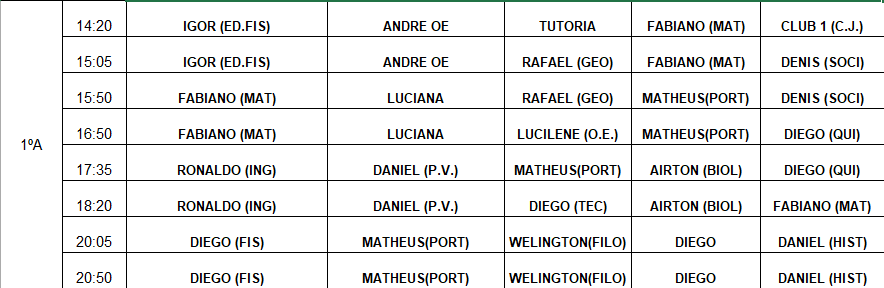 14:20 IGOR (ED.FIS) ANDRE OE TUTORIA FABIANO (MAT) CLUB 1 (C.J.)
15:05 IGOR (ED.FIS) ANDRE OE RAFAEL (GEO) FABIANO (MAT) DENIS (SOCI)
15:50 FABIANO (MAT) LUCIANA RAFAEL (GEO) MATHEUS(PORT) DENIS (SOCI)
16:50 FABIANO (MAT) LUCIANA LUCILENE (O.E.) MATHEUS(PORT) DIEGO (QUI)
1ºA
17:35 RONALDO (ING) DANIEL (P.V.) MATHEUS(PORT) AIRTON (BIOL) DIEGO (QUI)
18:20 RONALDO (ING) DANIEL (P.V.) DIEGO (TEC) AIRTON (BIOL) FABIANO (MAT)
20:05 DIEGO (FIS) MATHEUS(PORT) WELINGTON(FILO) DIEGO DANIEL (HIST)
20:50 DIEGO (FIS) MATHEUS(PORT) WELINGTON(FILO) DIEGO DANIEL (HIST)